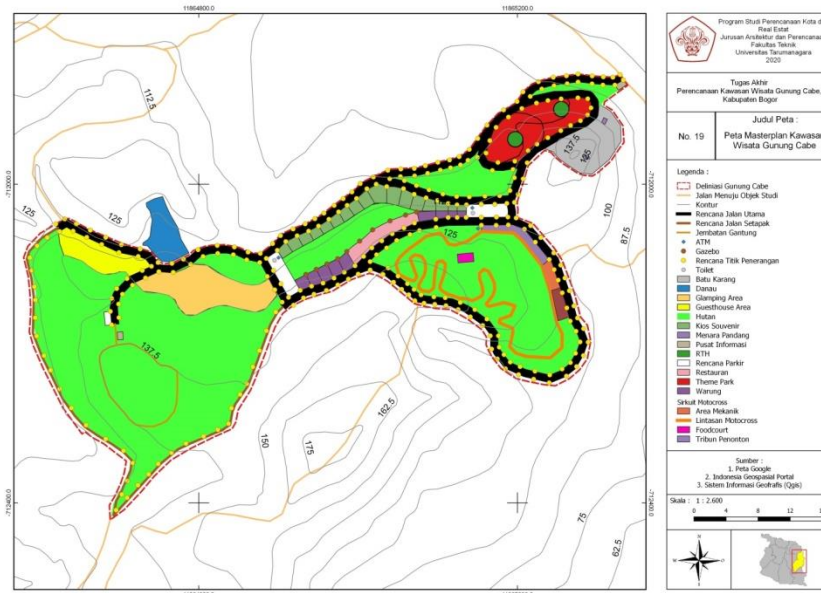 11864800.0
11865200.0
-712000.0
-712400.0
-712000.0
-712400.0
112.5
125
125
137.5
150
175
162.5
125
137.5
125
100
87.5
75
62.5
Program Studi Perencanaan Kota d
Real Estat
Jurusan Arsitektur dan Perencanaa
Fakultas Teknik
Universitas Tarumanagara
2020
Tugas Akhir
Perencanaan Kawasan Wisata Gunung Cabe,
Kabupaten Bogor
No. 19
Judul Peta :
Peta Masterplan Kawasan
Wisata Gunung Cabe
Legenda :
Deliniasi Gunung Cabe
Jalan Menuju Objek Studi
Kontur
Rencana Jalan Utama
Rencana Jalan Setapak
Jembatan Gantung
ATM
Gazebo
Rencana Titik Penerangan
Toilet
Batu Karang
Danau
Glamping Area
Guesthouse Area
Hutan
Kios Souvenir
Menara Pandang
Pusat Informasi
RTH
Rencana Parkir
Restauran
Theme Park
Warung
Sirkuit Motocross
Area Mekanik
Lintasan Motocross
Foodcourt
Tribun Penonton
Sumber :
1. Peta Google
2. Indonesia Geospasial Portal
3. Sistem Informasi Geofrafis (Qgis)
Skala : 1 : 2.600
0 4 8 12